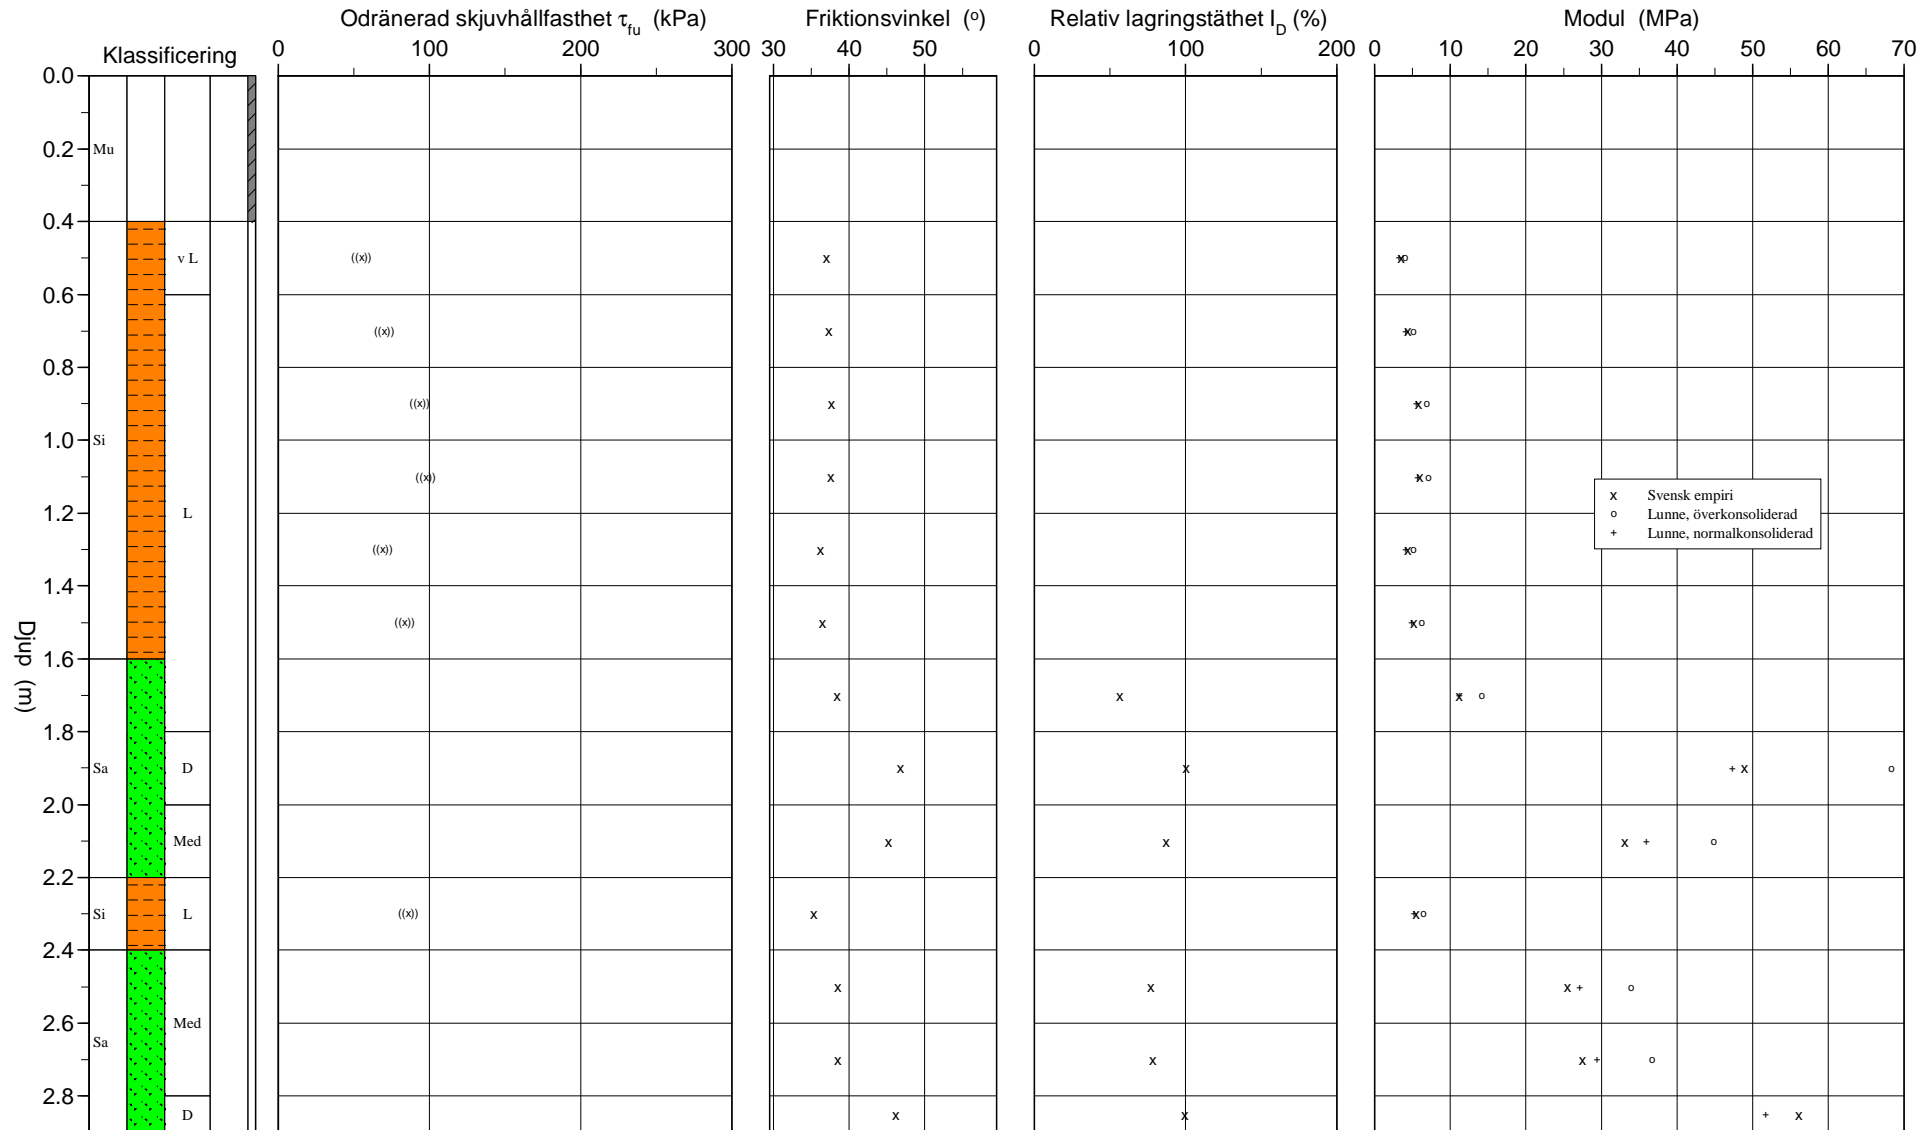 Odränerad skjuvhållfasthet τfu (kPa) Friktionsvinkel (o) Relativ lagringstäthet ID (%) Modul (MPa)
Klassificering
0 100 200 300 30 40 50 0 100 200 0 10 20 30 40 50 60 70
0.0
0.2 Mu
0.4
v L ((x)) x x o
0.6
((x)) x x o
0.8
((x)) x x o
1.0 Si
((x)) x x o
x Svensk empiri
o Lunne, överkonsoliderad
+ Lunne, normalkonsoliderad
1.2 L
((x)) x x o
1.4
((x)) x x o
1.6
Djup (m)
x x x o
1.8
Sa D x x + x o
2.0
Med x x x + o
2.2
Si L ((x)) x x o
2.4
x x x + o
2.6 Med
Sa
x x x + o
2.8
D x x + x